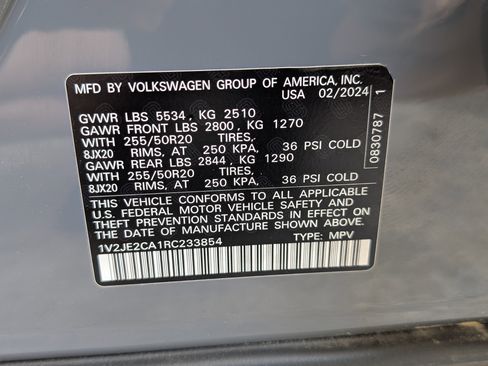 MFD BY VOLKSWAGEN GROUP OF AMERICA, INC.
USA 02/2024
GVWR LBS 5534, KG 2510
GAWR FRONT LBS 2800, KG 1270
WITH 255/50R20 TIRES,
8JX20 RIMS, AT 250 KPA, 36 PSI COLD
GAWR REAR LBS 2844, KG 1290
WITH 255/50R20 TIRES,
8JX20 RIMS, AT 250 KPA, 36 PSI COLD
THIS VEHICLE CONFORMS TO ALL APPLICABLE
U.S. FEDERAL MOTOR VEHICLE SAFETY AND
THEFT PREVENTION STANDARDS IN EFFECT ON
THE DATE OF MANUFACTURE SHOWN ABOVE.
1V2JE2CA1RC233854 TYPE: MPV
0830787 1